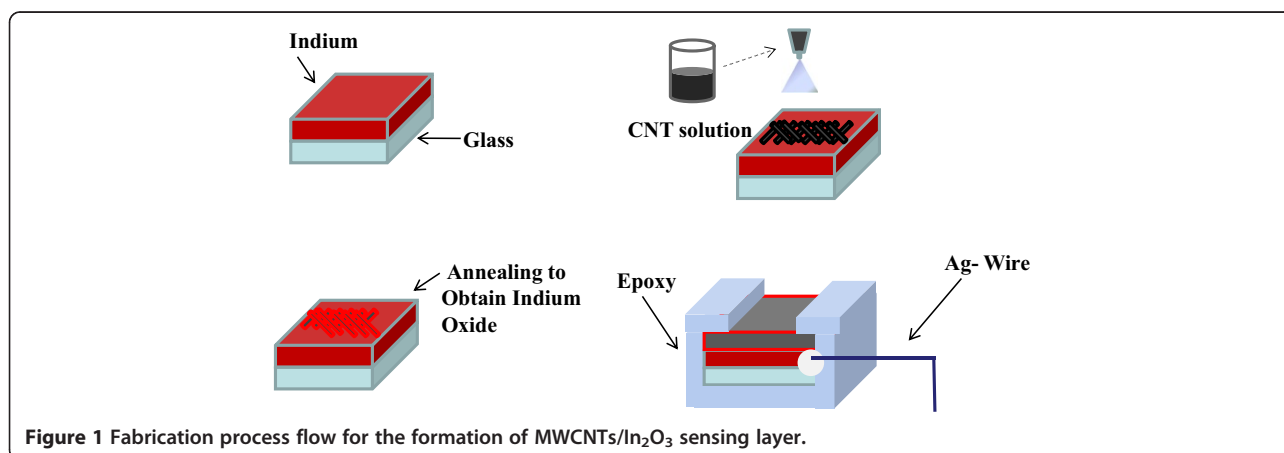 Indium
Glass
CNT solution
Annealing to
Obtain Indium
Oxide
Epoxy
Ag- Wire
Figure 1 Fabrication process flow for the formation of MWCNTs/In₂O₃ sensing layer.